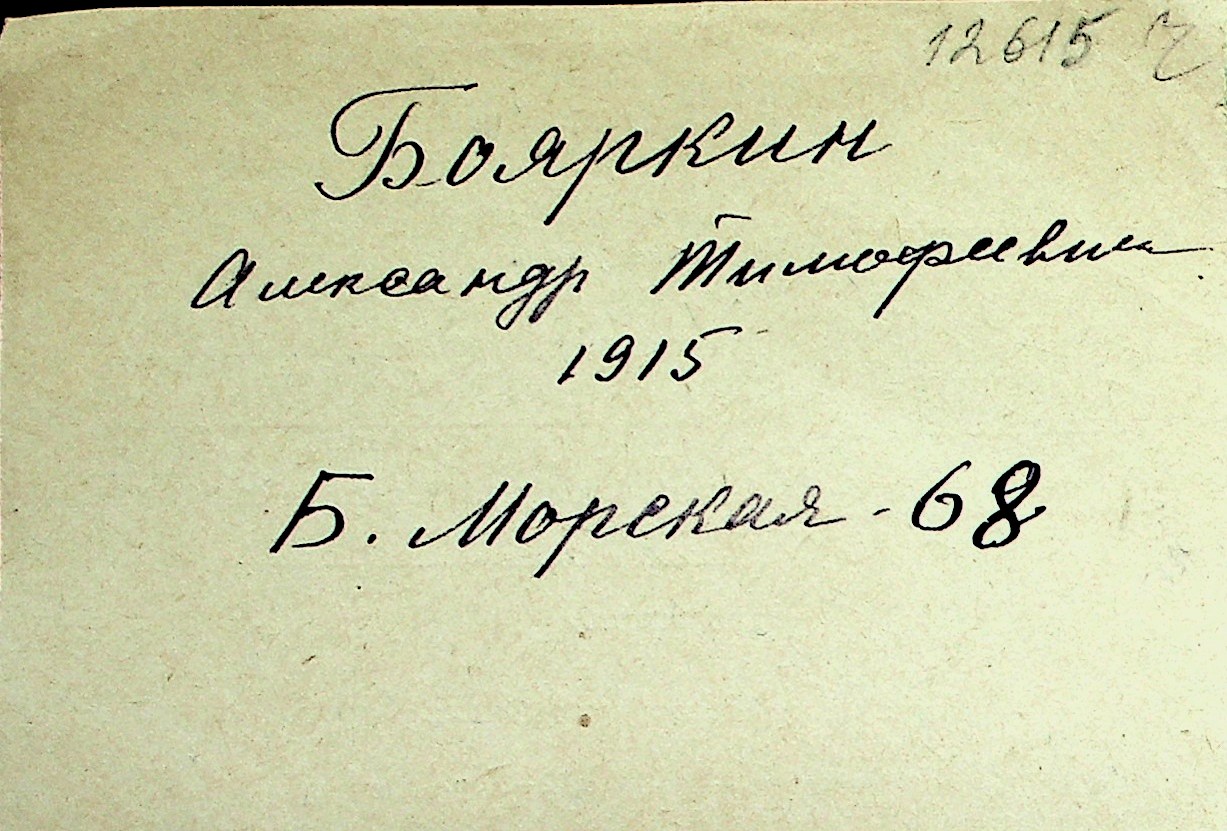 12615
Бояркин
Александр Тимофеевич
1915
Б. Морская - 68